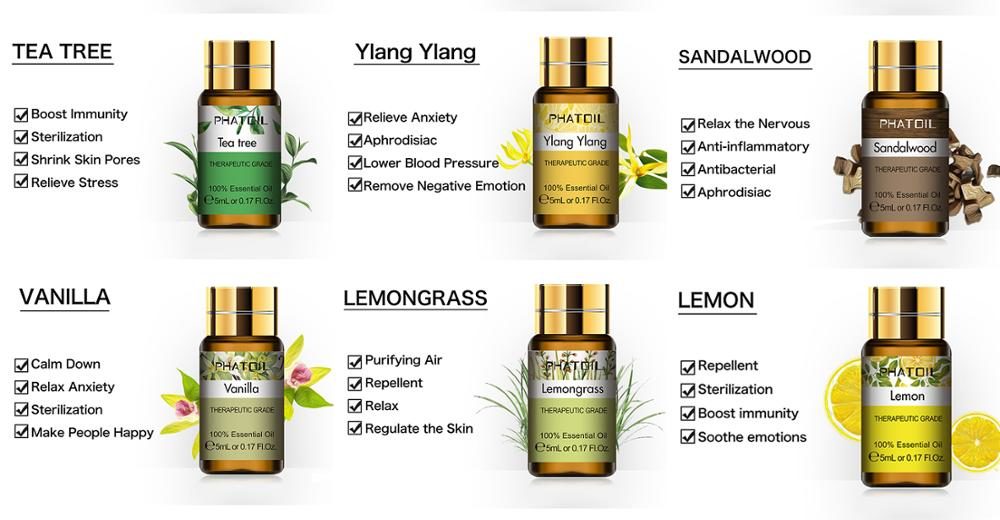 TEA TREE
Boost Immunity
Sterilization
Shrink Skin Pores
Relieve Stress
PHATOIL
Tea tree
THERAPEUTIC GRADE
100% Essential Oil
℮5mL or 0.17 Fl.Oz.
Ylang Ylang
Relieve Anxiety
Aphrodisiac
Lower Blood Pressure
Remove Negative Emotion
PHATOIL
Ylang Ylang
THERAPEUTIC GRADE
100% Essential Oil
℮5mL or 0.17 Fl.Oz.
SANDALWOOD
Relax the Nervous
Anti-inflammatory
Antibacterial
Aphrodisiac
PHATOIL
Sandalwood
THERAPEUTIC GRADE
100% Essential Oil
℮5mL or 0.17 Fl.Oz.
VANILLA
Calm Down
Relax Anxiety
Sterilization
Make People Happy
PHATOIL
Vanilla
THERAPEUTIC GRADE
100% Essential Oil
℮5mL or 0.17 Fl.Oz.
LEMONGRASS
Purifying Air
Repellent
Relax
Regulate the Skin
PHATOIL
Lemongrass
THERAPEUTIC GRADE
100% Essential Oil
℮5mL or 0.17 Fl.Oz.
LEMON
Repellent
Sterilization
Boost immunity
Soothe emotions
PHATOIL
Lemon
THERAPEUTIC GRADE
100% Essential Oil
℮5mL or 0.17 Fl.Oz.